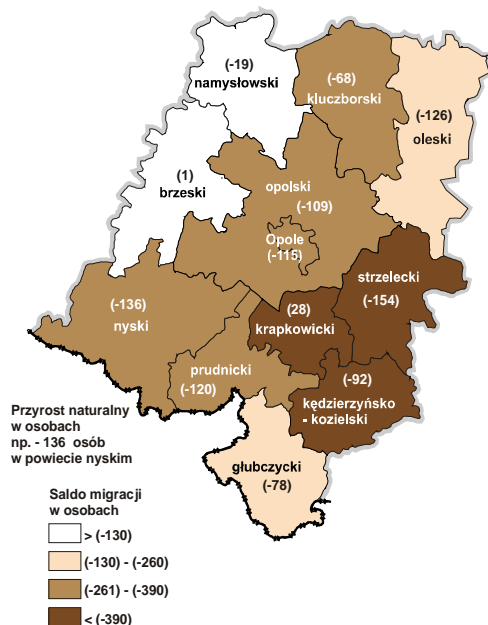 (-19)
namysłowski
(-68)
kluczborski
(-126)
oleski
(1)
brzeski
opolski
(-109)
Opole
(-115)
strzelecki
(-154)
(-136)
nyski
(28)
krapkowicki
prudnicki
(-120)
(-92)
kędzierzyńsko
- kozielski
głubczycki
(-78)
Przyrost naturalny
w osobach
np. - 136 osób
w powiecie nyskim
Saldo migracji
w osobach
> (-130)
(-130) - (-260)
(-261) - (-390)
< (-390)